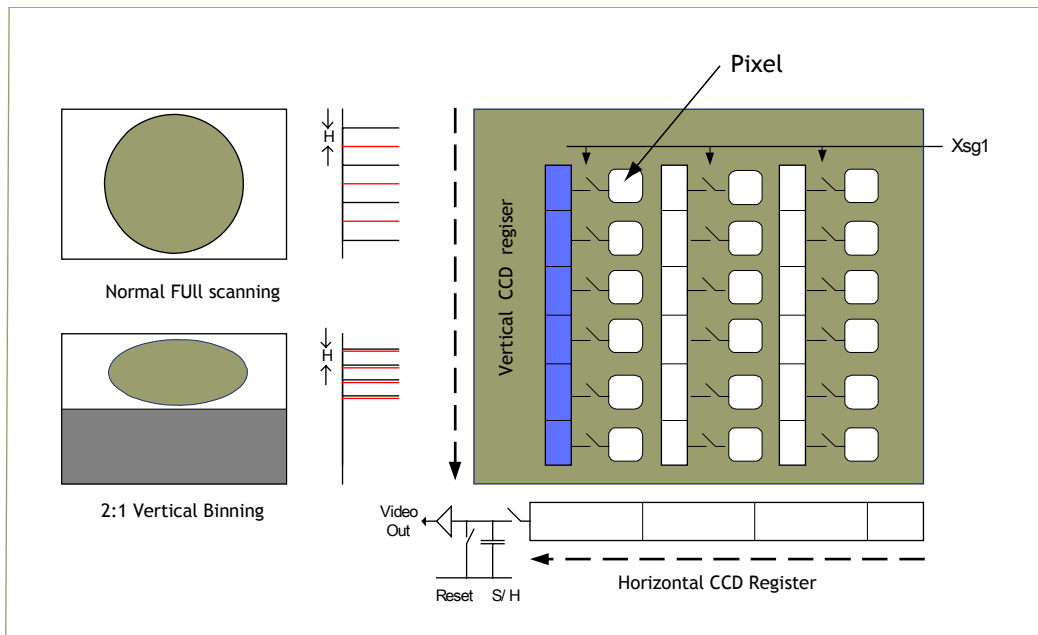 Pixel
Xsg1
H
Normal FUll scanning
Vertical CCD regiser
H
2:1 Vertical Binning
Video
Out
Reset S/ H
Horizontal CCD Register